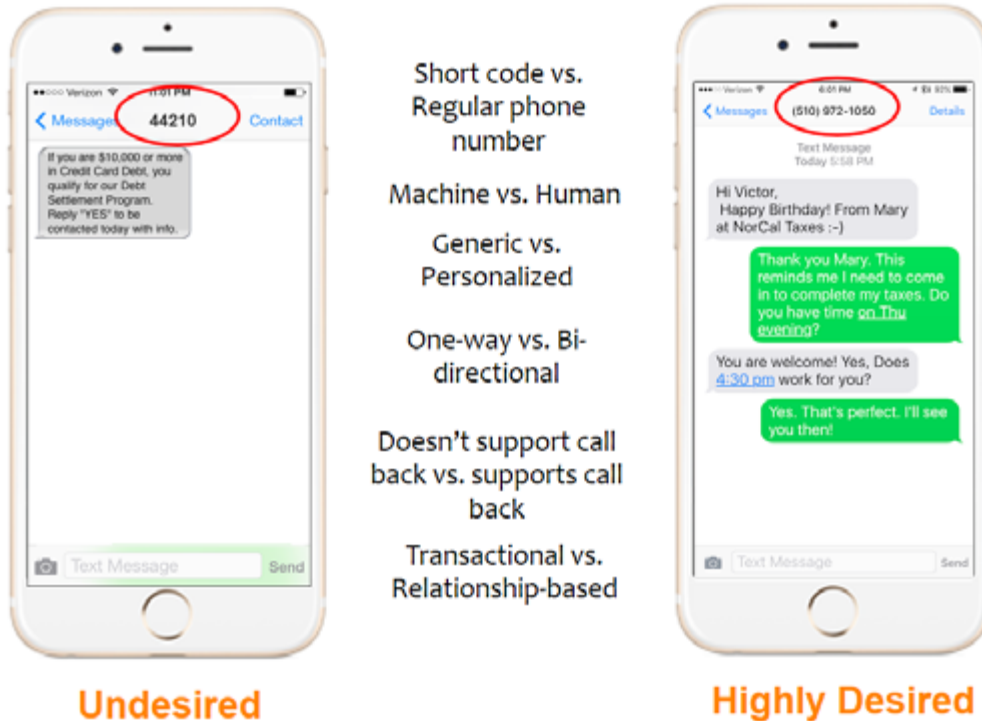 Verizon
11:01 PM
Messages
44210
Contact
If you are $10,000 or more
in Credit Card Debt, you
qualify for our Debt
Settlement Program.
Reply "YES" to be
contacted today with info.
Text Message
Send
Undesired
Short code vs.
Regular phone
number
Machine vs. Human
Generic vs.
Personalized
One-way vs. Bi-
directional
Doesn't support call
back vs. supports call
back
Transactional vs.
Relationship-based
Verizon
6:01 PM
92%
Messages
(510) 972-1050
Details
Text Message
Today 5:58 PM
Hi Victor,
Happy Birthday! From Mary
at NorCal Taxes :-)
Thank you Mary. This
reminds me I need to come
in to complete my taxes. Do
you have time on Thu
evening?
You are welcome! Yes, Does
4:30 pm work for you?
Yes. That's perfect. I'll see
you then!
Text Message
Send
Highly Desired